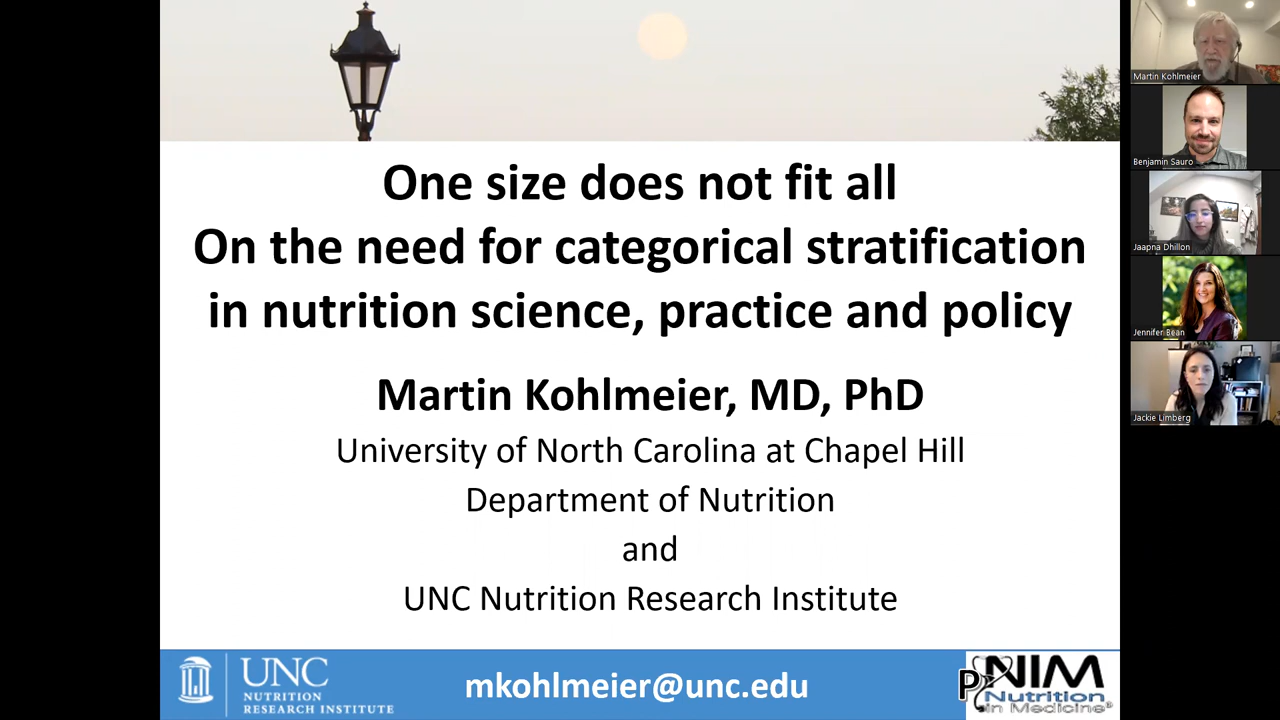 One size does not fit all
On the need for categorical stratification
in nutrition science, practice and policy
Martin Kohlmeier, MD, PhD
University of North Carolina at Chapel Hill
Department of Nutrition
and
UNC Nutrition Research Institute
UNC
NUTRITION
RESEARCH INSTITUTE
mkohlmeier@unc.edu
NIM
Nutrition
in Medicine®
Martin Kohlmeier
Benjamin Sauro
Jaapna Dhillon
Jennifer Bean
Jackie Limberg